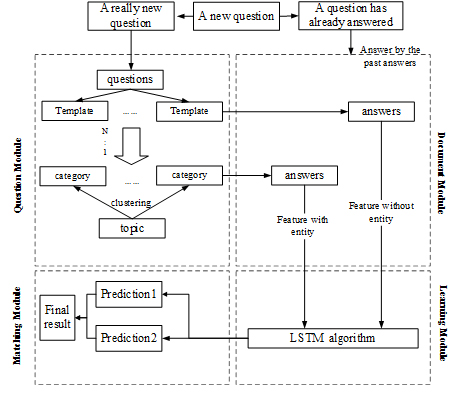 A really new
question
A new question
A question has
already answered
Answer by the
past answers
questions
Template
......
Template
answers
N
:
1
category
......
category
answers
clustering
topic
Feature with
entity
Feature without
entity
Question Module
Document Module
Prediction1
Final
result
Prediction2
LSTM algorithm
Matching Module
Learning Module